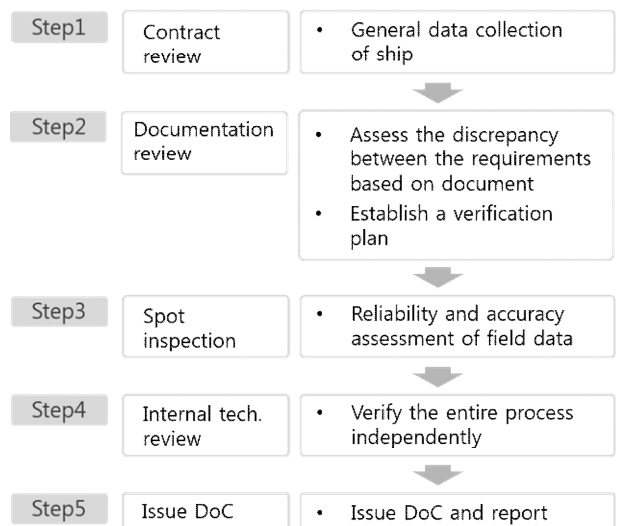 Step1
Contract
review
• General data collection
of ship
Step2
Documentation
review
• Assess the discrepancy
between the requirements
based on document
• Establish a verification
plan
Step3
Spot
inspection
• Reliability and accuracy
assessment of field data
Step4
Internal tech.
review
• Verify the entire process
independently
Step5
Issue DoC
• Issue DoC and report